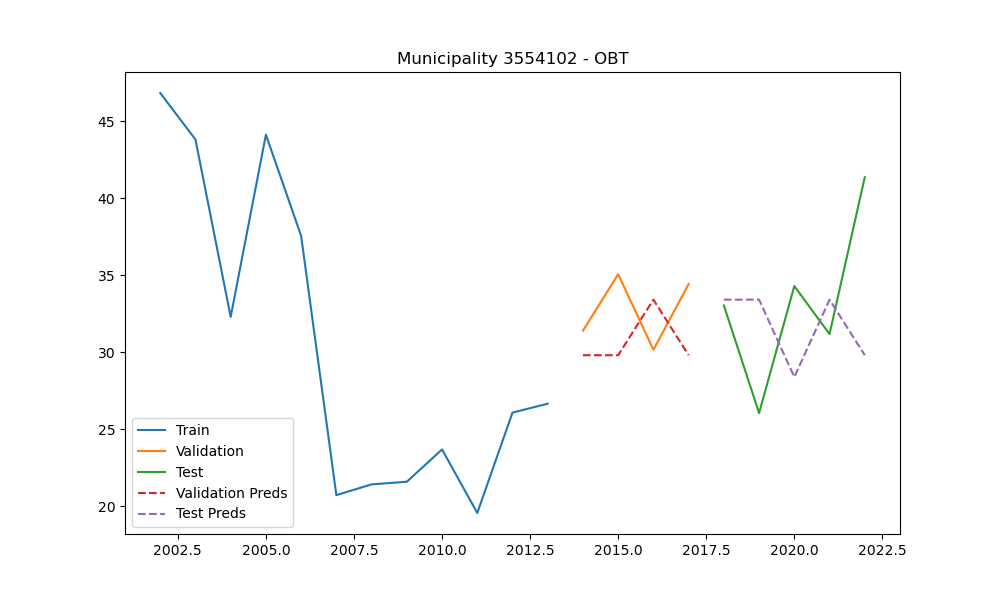 Municipality 3554102 - OBT
45
40
35
30
25
20
Train
Validation
Test
Validation Preds
Test Preds
2002.5 2005.0 2007.5 2010.0 2012.5 2015.0 2017.5 2020.0 2022.5